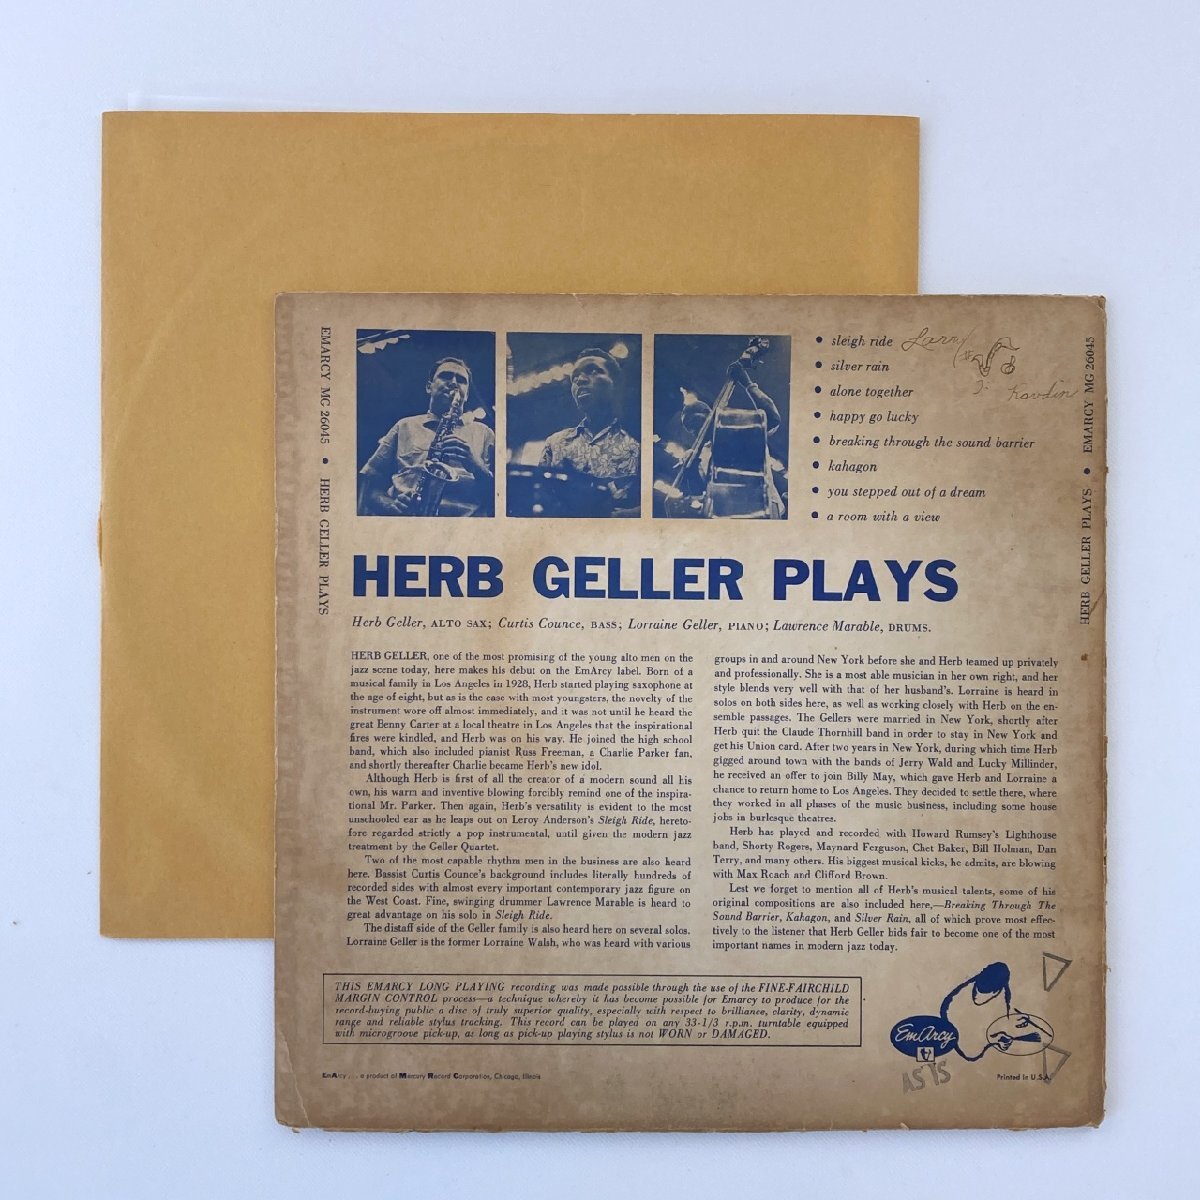 EMARCY MG 26045 • HERB GELLER PLAYS
• sleigh ride
• silver rain
• alone together
• happy go lucky
• breaking through the sound barrier
• kahagon
• you stepped out of a dream
• a room with a view
Larry
HERB GELLER PLAYS • EMARCY MG 26045
HERB GELLER PLAYS
Herb Geller, ALTO SAX; Curtis Counce, BASS; Lorraine Geller, PIANO; Lawrence Marable, DRUMS.
HERB GELLER, one of the most promising of the young alto men on the
jazz scene today, here makes his debut on the EmArcy label. Born of a
musical family in Los Angeles in 1928, Herb started playing saxophone at
the age of eight, but as is the case with most youngsters, the novelty of the
instrument wore off almost immediately, and it was not until he heard the
great Benny Carter at a local theatre in Los Angeles that the inspirational
fires were kindled, and Herb was on his way. He joined the high school
band, which also included pianist Russ Freeman, a Charlie Parker fan,
and shortly thereafter Charlie became Herb's new idol.
Although Herb is first of all the creator of a modern sound all his
own, his warm and inventive blowing forcibly remind one of the inspira-
tional Mr. Parker. Then again, Herb's versatility is evident to the most
unschooled ear as he leaps out on Leroy Anderson's Sleigh Ride, hereto-
fore regarded strictly a pop instrumental, until given the modern jazz
treatment by the Geller Quartet.
Two of the most capable rhythm men in the business are also heard
here. Bassist Curtis Counce's background includes literally hundreds of
recorded sides with almost every important contemporary jazz figure on
the West Coast. Fine, swinging drummer Lawrence Marable is heard to
great advantage on his solo in Sleigh Ride.
The distaff side of the Geller family is also heard here on several solos.
Lorraine Geller is the former Lorraine Walsh, who was heard with various
groups in and around New York before she and Herb teamed up privately
and professionally. She is a most able musician in her own right, and her
style blends very well with that of her husband's. Lorraine is heard in
solos on both sides here, as well as working closely with Herb on the en-
semble passages. The Gellers were married in New York, shortly after
Herb quit the Claude Thornhill band in order to stay in New York and
get his Union card. After two years in New York, during which time Herb
gigged around town with the bands of Jerry Wald and Lucky Millinder,
he received an offer to join Billy May, which gave Herb and Lorraine a
chance to return home to Los Angeles. They decided to settle there, where
they worked in all phases of the music business, including some house
jobs in burlesque theatres.
Herb has played and recorded with Howard Rumsey's Lighthouse
band, Shorty Rogers, Maynard Ferguson, Chet Baker, Bill Holman, Dan
Terry, and many others. His biggest musical kicks, he admits, are blowing
with Max Roach and Clifford Brown.
Lest we forget to mention all of Herb's musical talents, some of his
original compositions are also included here,—Breaking Through The
Sound Barrier, Kahagon, and Silver Rain, all of which prove most effec-
tively to the listener that Herb Geller bids fair to become one of the most
important names in modern jazz today.
THIS EMARCY LONG PLAYING recording was made possible through the use of the FINE-FAIRCHILD
MARGIN CONTROL process—a technique whereby it has become possible for Emarcy to produce for the
record-buying public a disc of truly superior quality, especially with respect to brilliance, clarity, dynamic
range and reliable stylus tracking. This record can be played on any 33-1/3 r.p.m. turntable equipped
with microgroove pick-up, as long as pick-up playing stylus is not WORN or DAMAGED.
EmArcy
AS IS
EmArcy . . . a product of Mercury Record Corporation, Chicago, Illinois
Printed in U.S.A.